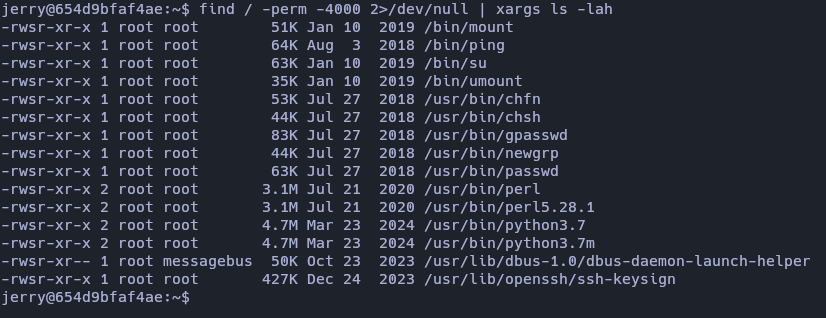 jerry@654d9bfaf4ae:~$ find / -perm -4000 2>/dev/null | xargs ls -lah
-rwsr-xr-x 1 root root        51K Jan 10  2019 /bin/mount
-rwsr-xr-x 1 root root        64K Aug  3  2018 /bin/ping
-rwsr-xr-x 1 root root        63K Jan 10  2019 /bin/su
-rwsr-xr-x 1 root root        35K Jan 10  2019 /bin/umount
-rwsr-xr-x 1 root root        53K Jul 27  2018 /usr/bin/chfn
-rwsr-xr-x 1 root root        44K Jul 27  2018 /usr/bin/chsh
-rwsr-xr-x 1 root root        83K Jul 27  2018 /usr/bin/gpasswd
-rwsr-xr-x 1 root root        44K Jul 27  2018 /usr/bin/newgrp
-rwsr-xr-x 1 root root        63K Jul 27  2018 /usr/bin/passwd
-rwsr-xr-x 2 root root       3.1M Jul 21  2020 /usr/bin/perl
-rwsr-xr-x 2 root root       3.1M Jul 21  2020 /usr/bin/perl5.28.1
-rwsr-xr-x 2 root root       4.7M Mar 23  2024 /usr/bin/python3.7
-rwsr-xr-x 2 root root       4.7M Mar 23  2024 /usr/bin/python3.7m
-rwsr-xr-- 1 root messagebus  50K Oct 23  2023 /usr/lib/dbus-1.0/dbus-daemon-launch-helper
-rwsr-xr-x 1 root root       427K Dec 24  2023 /usr/lib/openssh/ssh-keysign
jerry@654d9bfaf4ae:~$